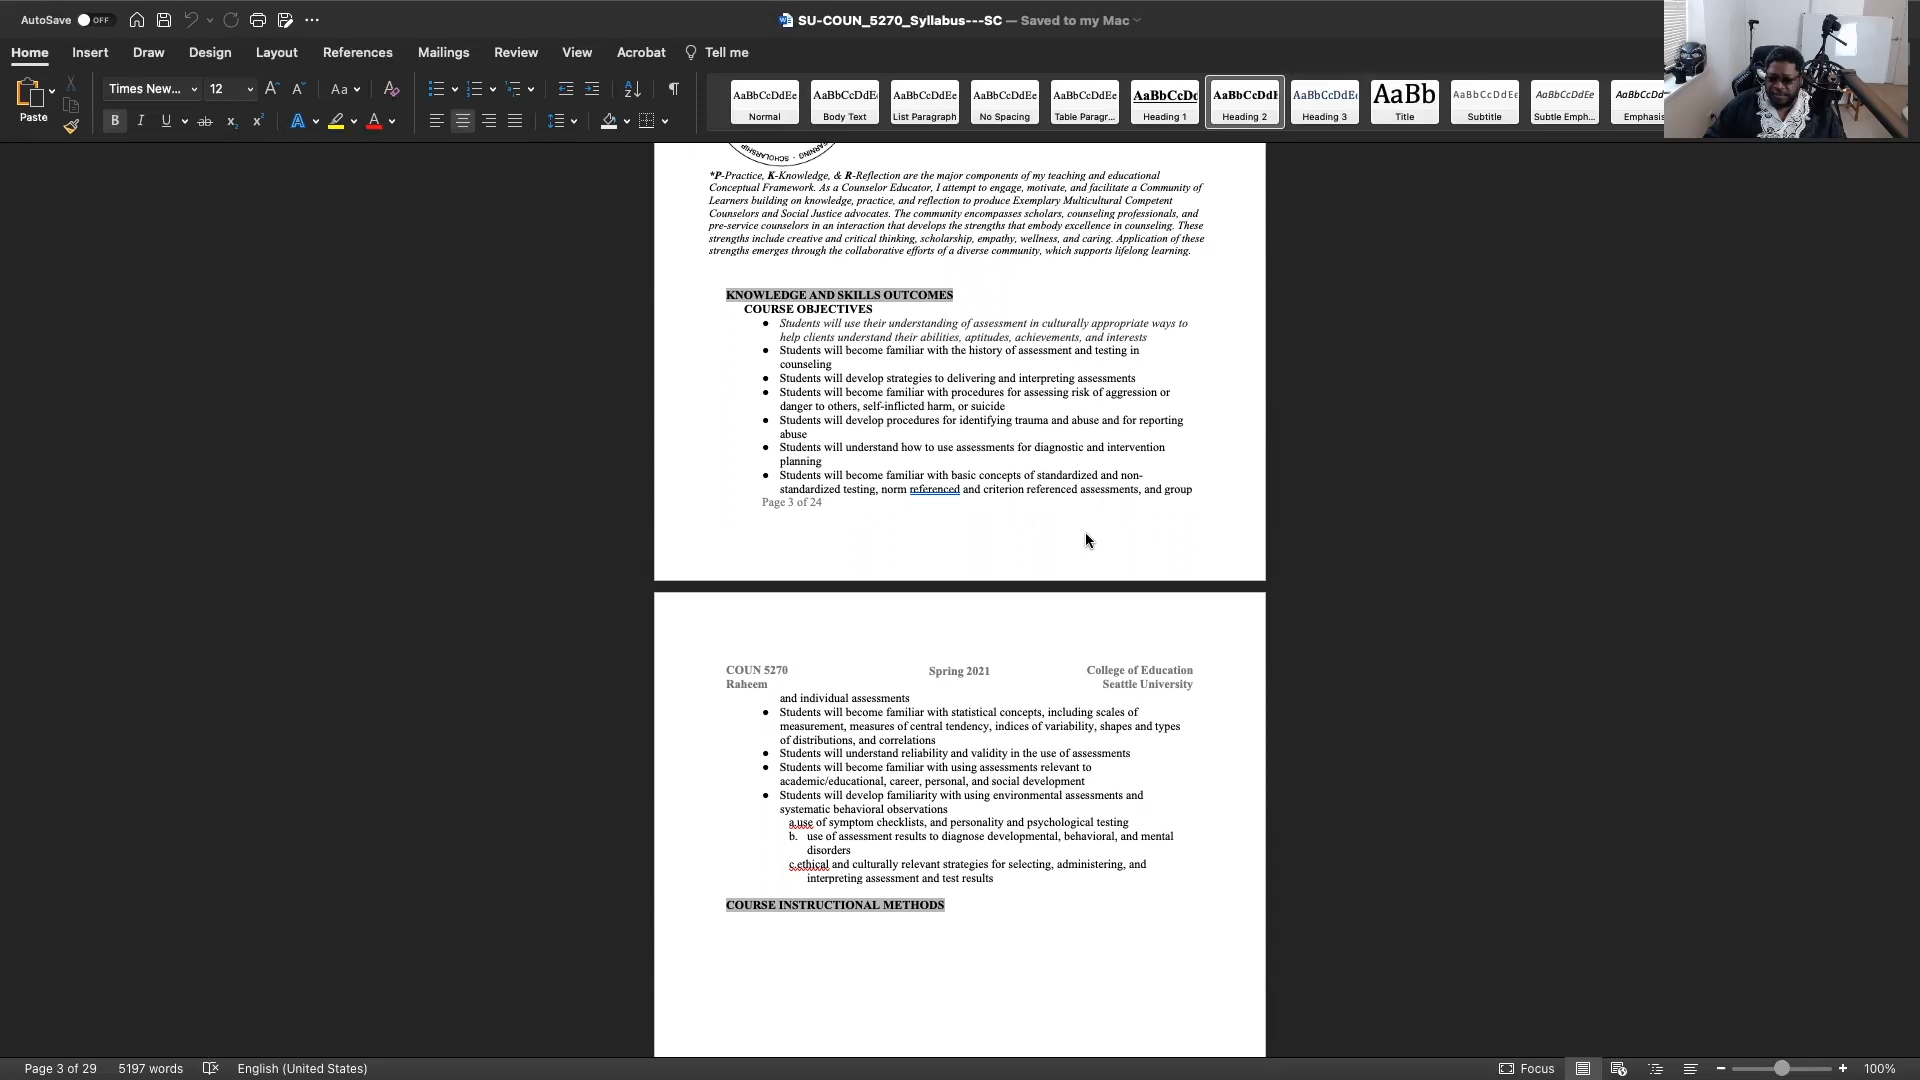 AutoSave OFF
SU-COUN_5270_Syllabus---SC — Saved to my Mac
Home Insert Draw Design Layout References Mailings Review View Acrobat Tell me
Paste
Times New... 12 Aa
B I U ab x₂ x² A A
AaBbCcDdEe AaBbCcDdE AaBbCcDdEe AaBbCcDdEe AaBbCcDdEe AaBbCcDc AaBbCcDdE AaBbCcDdEe AaBb AaBbCcDdEe AaBbCcDdEe AaBbCcDd
Normal Body Text List Paragraph No Spacing Table Paragr... Heading 1 Heading 2 Heading 3 Title Subtitle Subtle Emph... Emphasis
SCHOLARSHIP
*P-Practice, K-Knowledge, & R-Reflection are the major components of my teaching and educational
Conceptual Framework. As a Counselor Educator, I attempt to engage, motivate, and facilitate a Community of
Learners building on knowledge, practice, and reflection to produce Exemplary Multicultural Competent
Counselors and Social Justice advocates. The community encompasses scholars, counseling professionals, and
pre-service counselors in an interaction that develops the strengths that embody excellence in counseling. These
strengths include creative and critical thinking, scholarship, empathy, wellness, and caring. Application of these
strengths emerges through the collaborative efforts of a diverse community, which supports lifelong learning.
KNOWLEDGE AND SKILLS OUTCOMES
COURSE OBJECTIVES
● Students will use their understanding of assessment in culturally appropriate ways to
help clients understand their abilities, aptitudes, achievements, and interests
● Students will become familiar with the history of assessment and testing in
counseling
● Students will develop strategies to delivering and interpreting assessments
● Students will become familiar with procedures for assessing risk of aggression or
danger to others, self-inflicted harm, or suicide
● Students will develop procedures for identifying trauma and abuse and for reporting
abuse
● Students will understand how to use assessments for diagnostic and intervention
planning
● Students will become familiar with basic concepts of standardized and non-
standardized testing, norm referenced and criterion referenced assessments, and group
Page 3 of 24
COUN 5270 Spring 2021 College of Education
Raheem Seattle University
and individual assessments
● Students will become familiar with statistical concepts, including scales of
measurement, measures of central tendency, indices of variability, shapes and types
of distributions, and correlations
● Students will understand reliability and validity in the use of assessments
● Students will become familiar with using assessments relevant to
academic/educational, career, personal, and social development
● Students will develop familiarity with using environmental assessments and
systematic behavioral observations
a.use of symptom checklists, and personality and psychological testing
b. use of assessment results to diagnose developmental, behavioral, and mental
disorders
c.ethical and culturally relevant strategies for selecting, administering, and
interpreting assessment and test results
COURSE INSTRUCTIONAL METHODS
Page 3 of 29 5197 words English (United States) Focus 100%